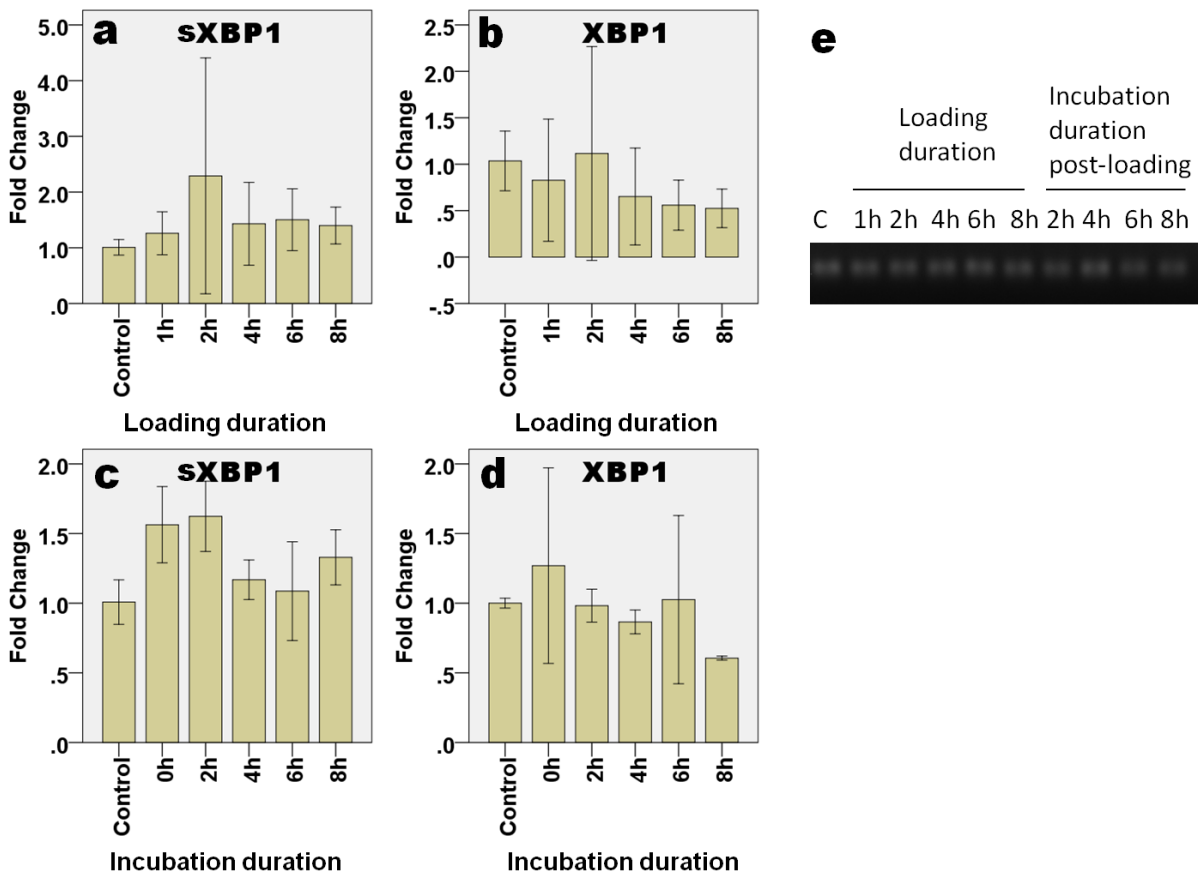 a
sXBP1
5.0
4.0
3.0
2.0
1.0
.0
Fold Change
Control
1h
2h
4h
6h
8h
Loading duration
b
XBP1
2.5
2.0
1.5
1.0
.5
.0
-.5
Fold Change
Control
1h
2h
4h
6h
8h
Loading duration
e
Loading
duration
Incubation
duration
post-loading
C 1h 2h 4h 6h 8h 2h 4h 6h 8h
c
sXBP1
2.0
1.5
1.0
.5
.0
Fold Change
Control
0h
2h
4h
6h
8h
Incubation duration
d
XBP1
2.0
1.5
1.0
.5
.0
Fold Change
Control
0h
2h
4h
6h
8h
Incubation duration